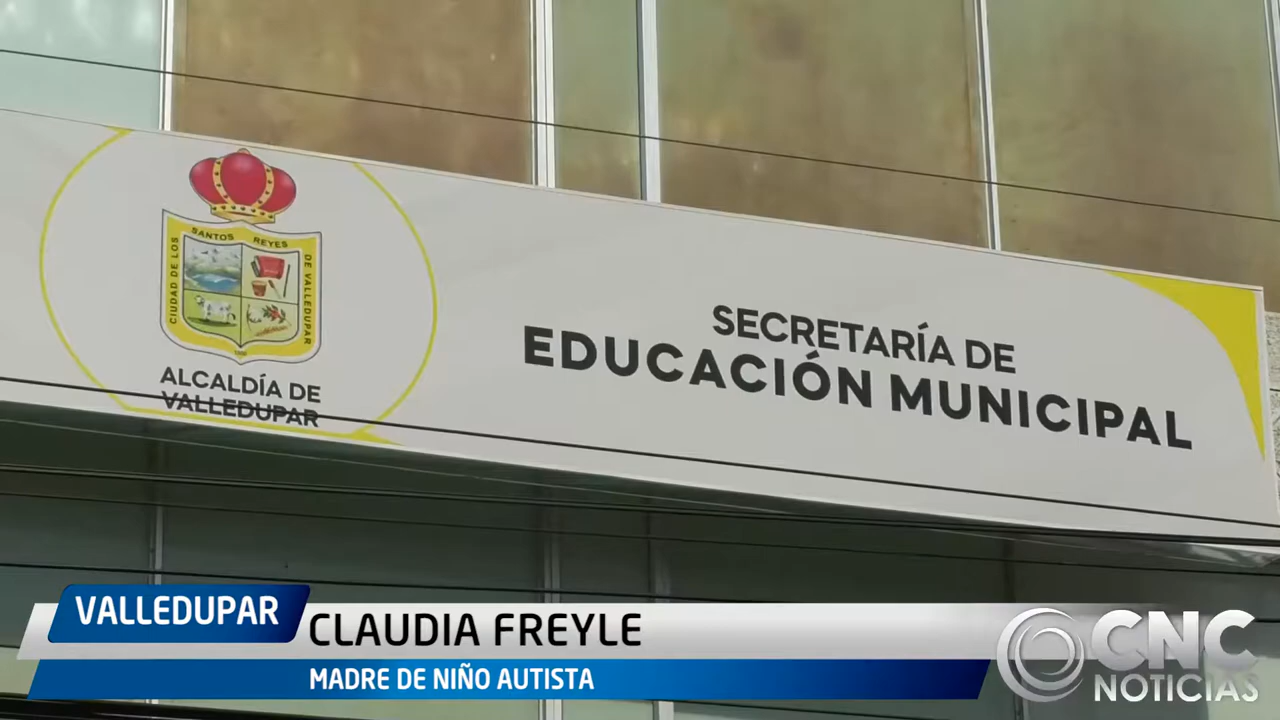 CIUDAD DE LOS SANTOS REYES DE VALLEDUPAR
ALCALDÍA DE
VALLEDUPAR
SECRETARÍA DE
EDUCACIÓN MUNICIPAL
VALLEDUPAR
CLAUDIA FREYLE
MADRE DE NIÑO AUTISTA
CNC
NOTICIAS